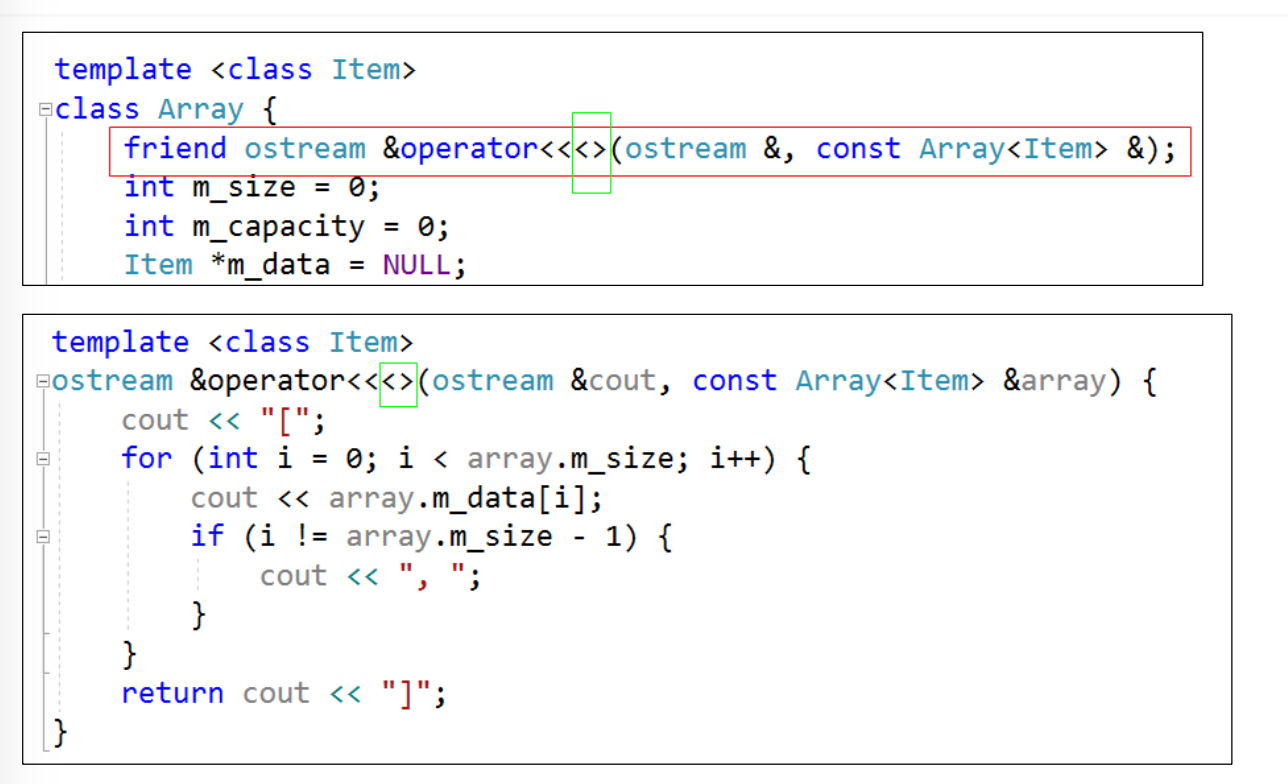 template <class Item>
class Array {
    friend ostream &operator<<<>(ostream &, const Array<Item> &);
    int m_size = 0;
    int m_capacity = 0;
    Item *m_data = NULL;
template <class Item>
ostream &operator<<<>(ostream &cout, const Array<Item> &array) {
    cout << "[";
    for (int i = 0; i < array.m_size; i++) {
        cout << array.m_data[i];
        if (i != array.m_size - 1) {
            cout << ", ";
        }
    }
    return cout << "]";
}